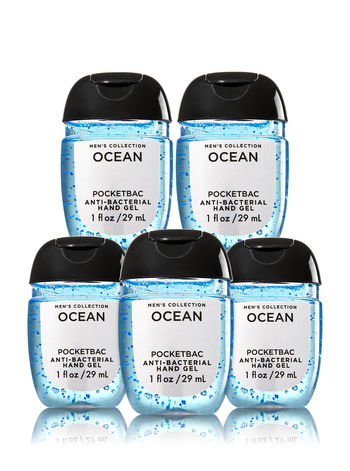 MEN'S COLLECTION
OCEAN
POCKETBAC
ANTI-BACTERIAL
HAND GEL
1 fl oz / 29 mL
MEN'S COLLECTION
OCEAN
POCKETBAC
ANTI-BACTERIAL
HAND GEL
1 fl oz / 29 mL
MEN'S COLLECTION
OCEAN
POCKETBAC
ANTI-BACTERIAL
HAND GEL
1 fl oz / 29 mL
MEN'S COLLECTION
OCEAN
POCKETBAC
ANTI-BACTERIAL
HAND GEL
1 fl oz / 29 mL
MEN'S COLLECTION
OCEAN
POCKETBAC
ANTI-BACTERIAL
HAND GEL
1 fl oz / 29 mL